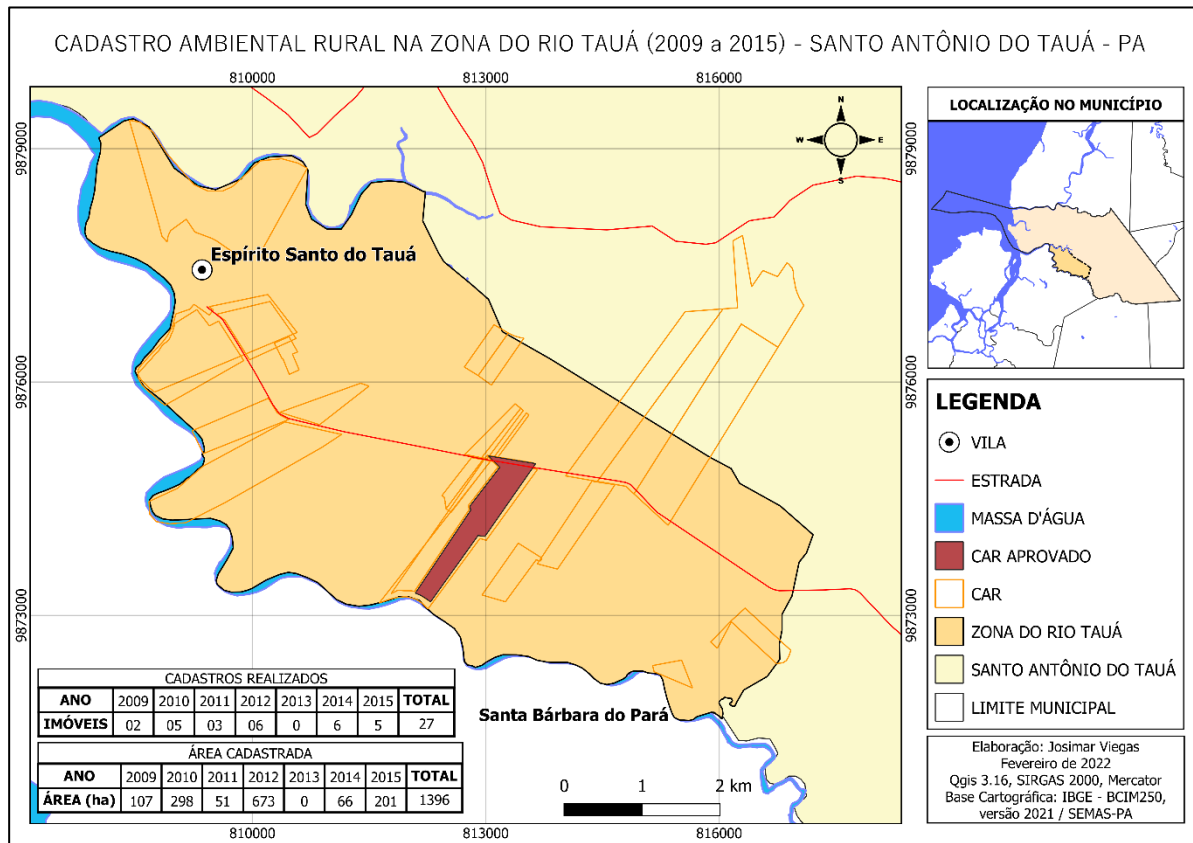 CADASTRO AMBIENTAL RURAL NA ZONA DO RIO TAUÁ (2009 a 2015) - SANTO ANTÔNIO DO TAUÁ - PA
810000 813000 816000
9879000 9879000
9876000 9876000
9873000 9873000
N
W E
S
Espírito Santo do Tauá
Santa Bárbara do Pará
CADASTROS REALIZADOS
ANO 2009 2010 2011 2012 2013 2014 2015 TOTAL
IMÓVEIS 02 05 03 06 0 6 5 27
ÁREA CADASTRADA
ANO 2009 2010 2011 2012 2013 2014 2015 TOTAL
ÁREA (ha) 107 298 51 673 0 66 201 1396
0 1 2 km
810000 813000 816000
LOCALIZAÇÃO NO MUNICÍPIO
LEGENDA
VILA
ESTRADA
MASSA D'ÁGUA
CAR APROVADO
CAR
ZONA DO RIO TAUÁ
SANTO ANTÔNIO DO TAUÁ
LIMITE MUNICIPAL
Elaboração: Josimar Viegas
Fevereiro de 2022
Qgis 3.16, SIRGAS 2000, Mercator
Base Cartográfica: IBGE - BCIM250,
versão 2021 / SEMAS-PA